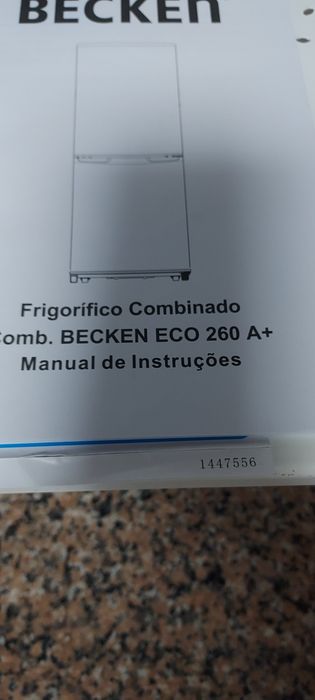 BECKEN
Frigorífico Combinado
Comb. BECKEN ECO 260 A+
Manual de Instruções
1447556